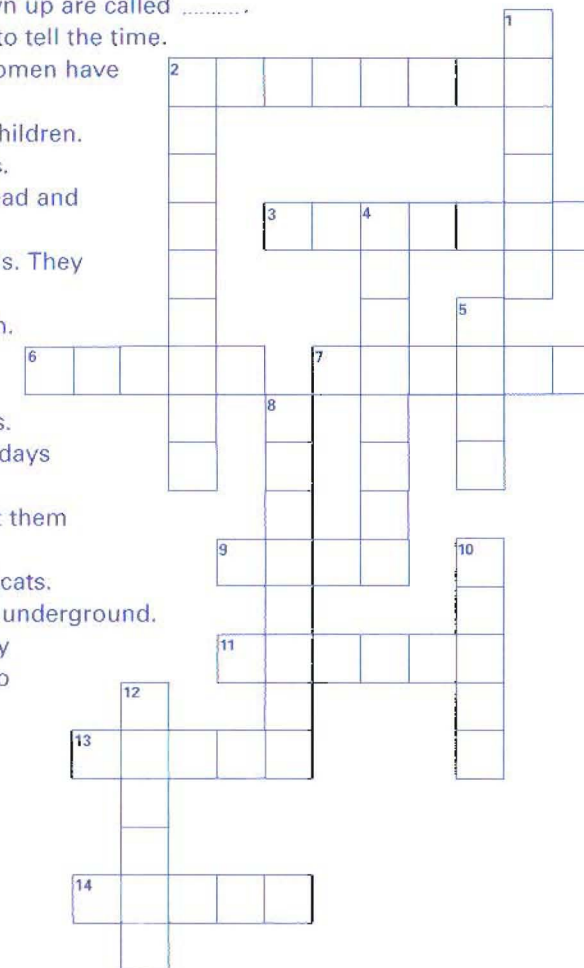 wn up are called ......... .
to tell the time.
omen have
hildren.
s.
ead and
s. They
n.
s.
days
t them
cats.
underground.
y
o
1
2
3 4
5
6 7
8
9 10
11
12
13
14